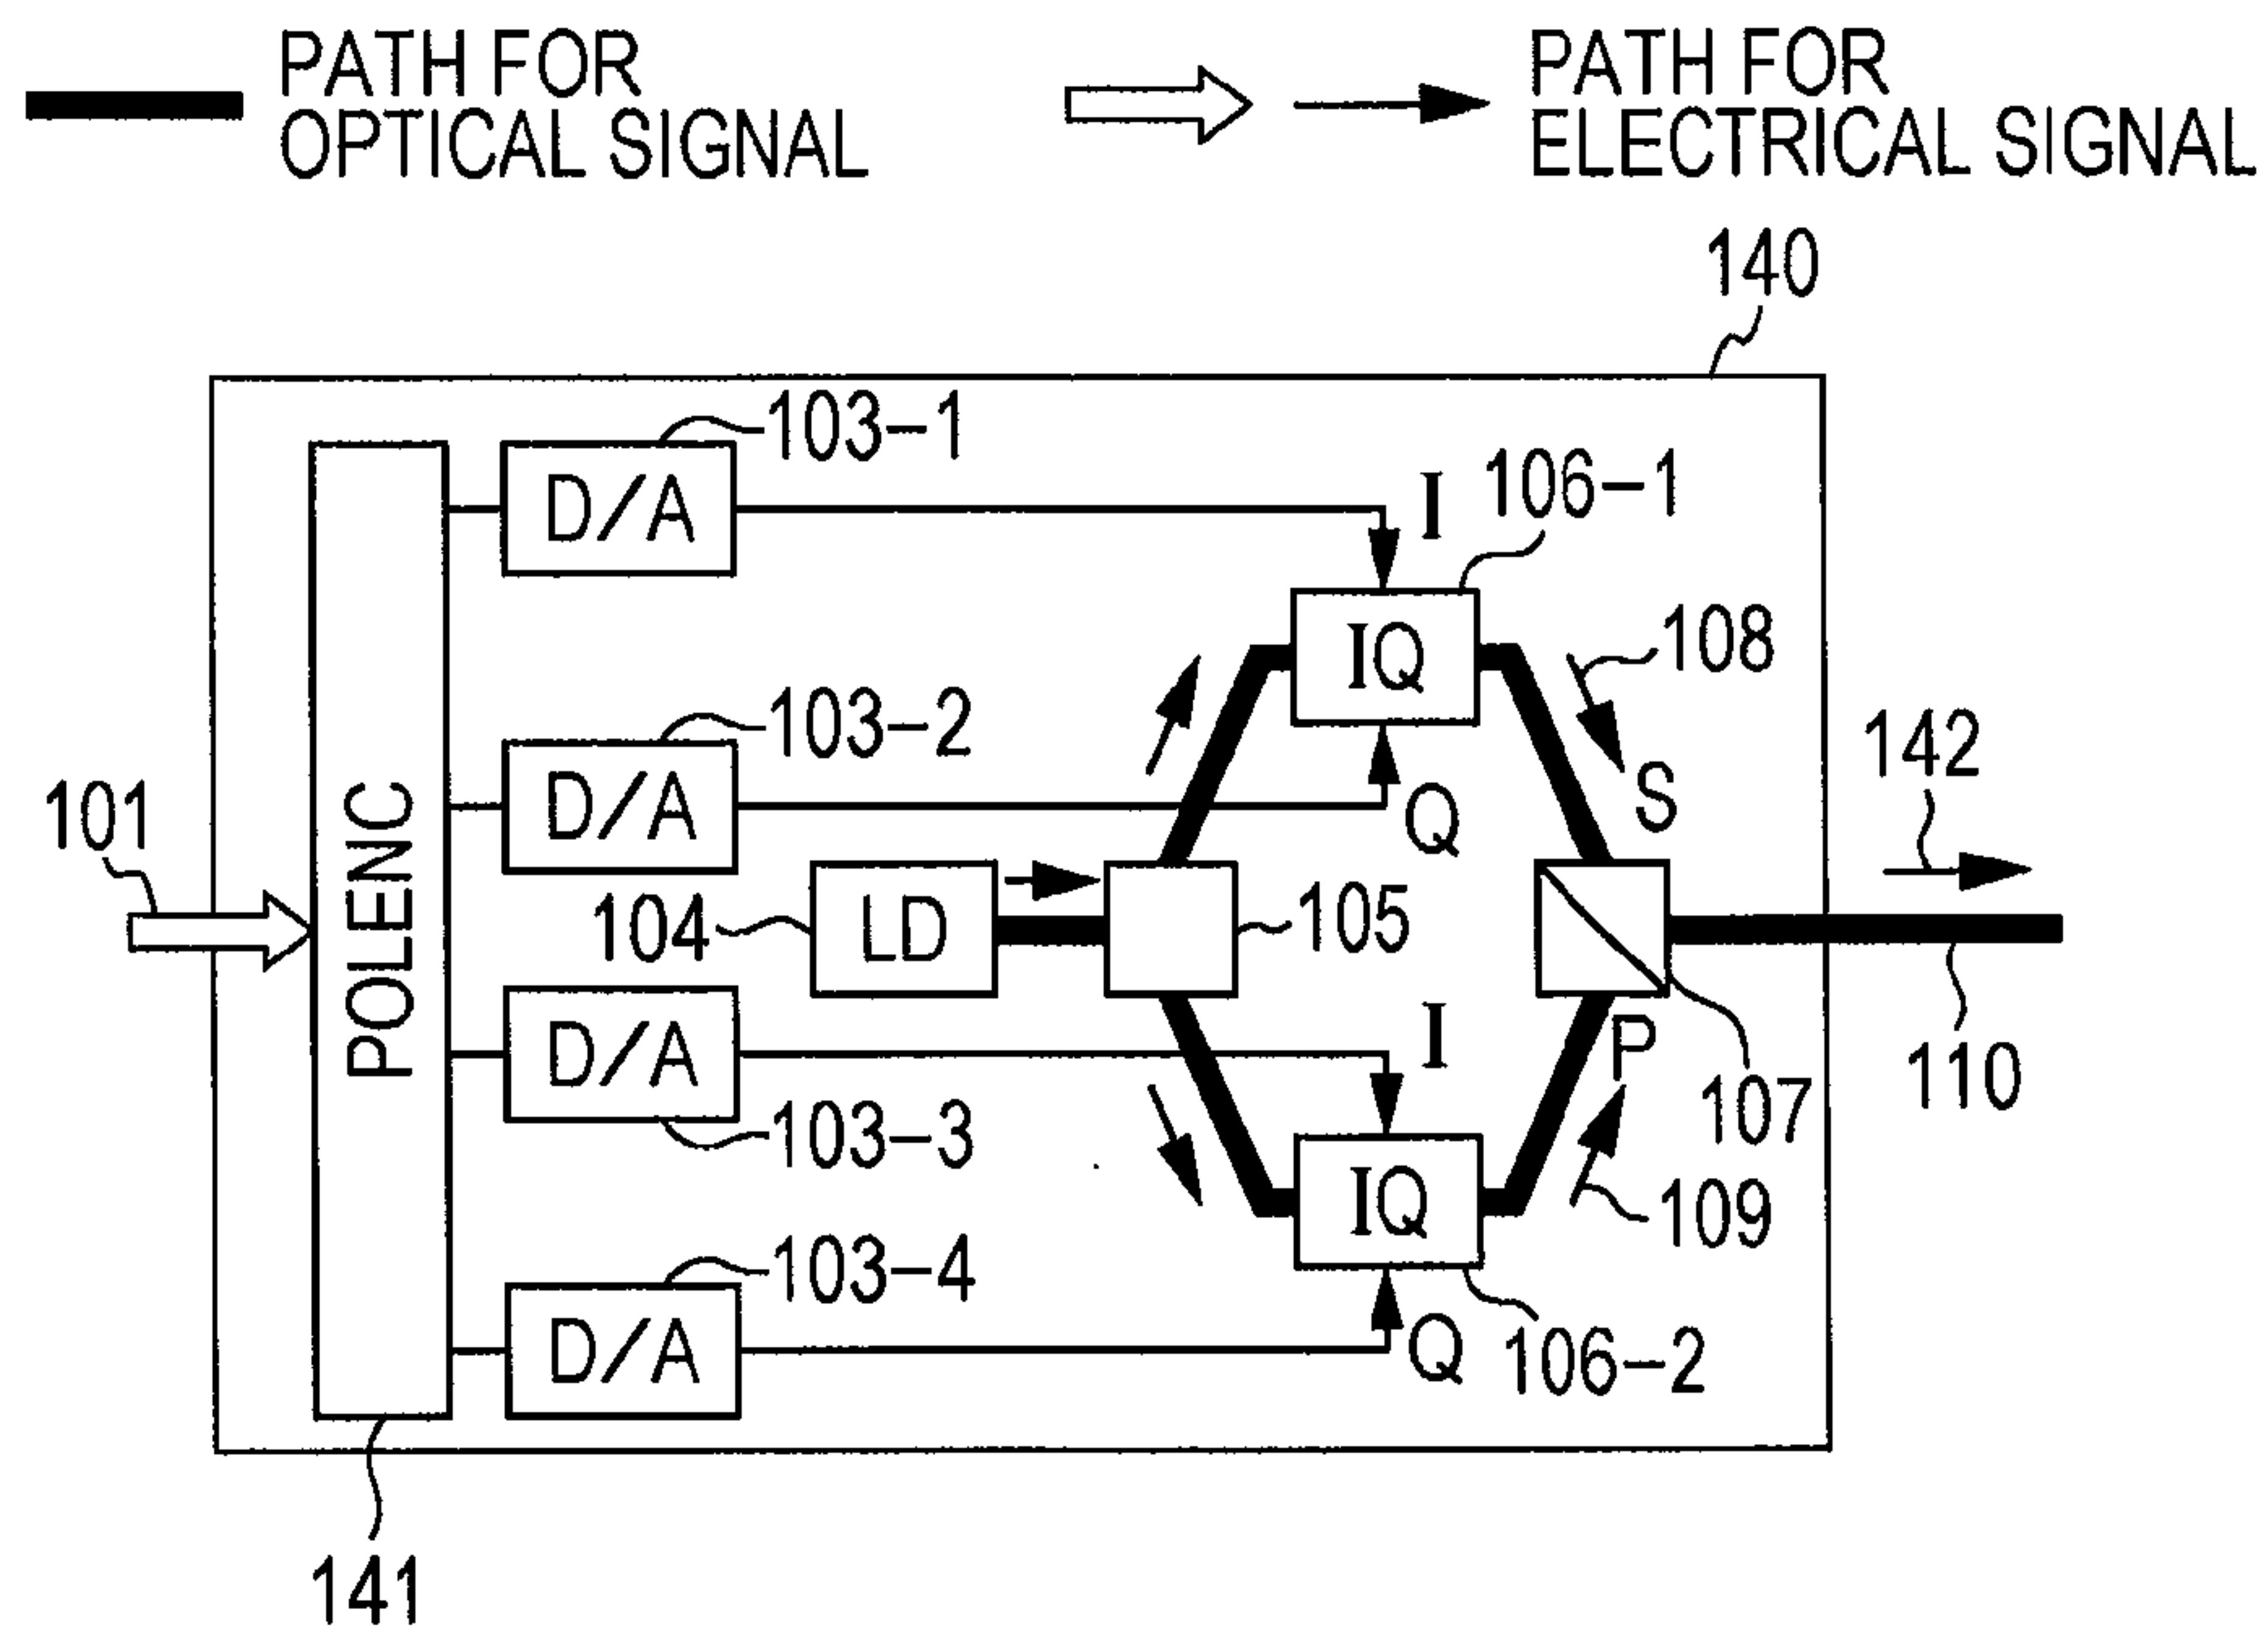 PATH FOR
OPTICAL SIGNAL
PATH FOR
ELECTRICAL SIGNAL
140
103-1
D/A
I
106-1
IQ
108
103-2
D/A
Q
S
142
101
POLENC
104
LD
105
110
I
P
107
D/A
103-3
IQ
109
103-4
D/A
Q
106-2
141